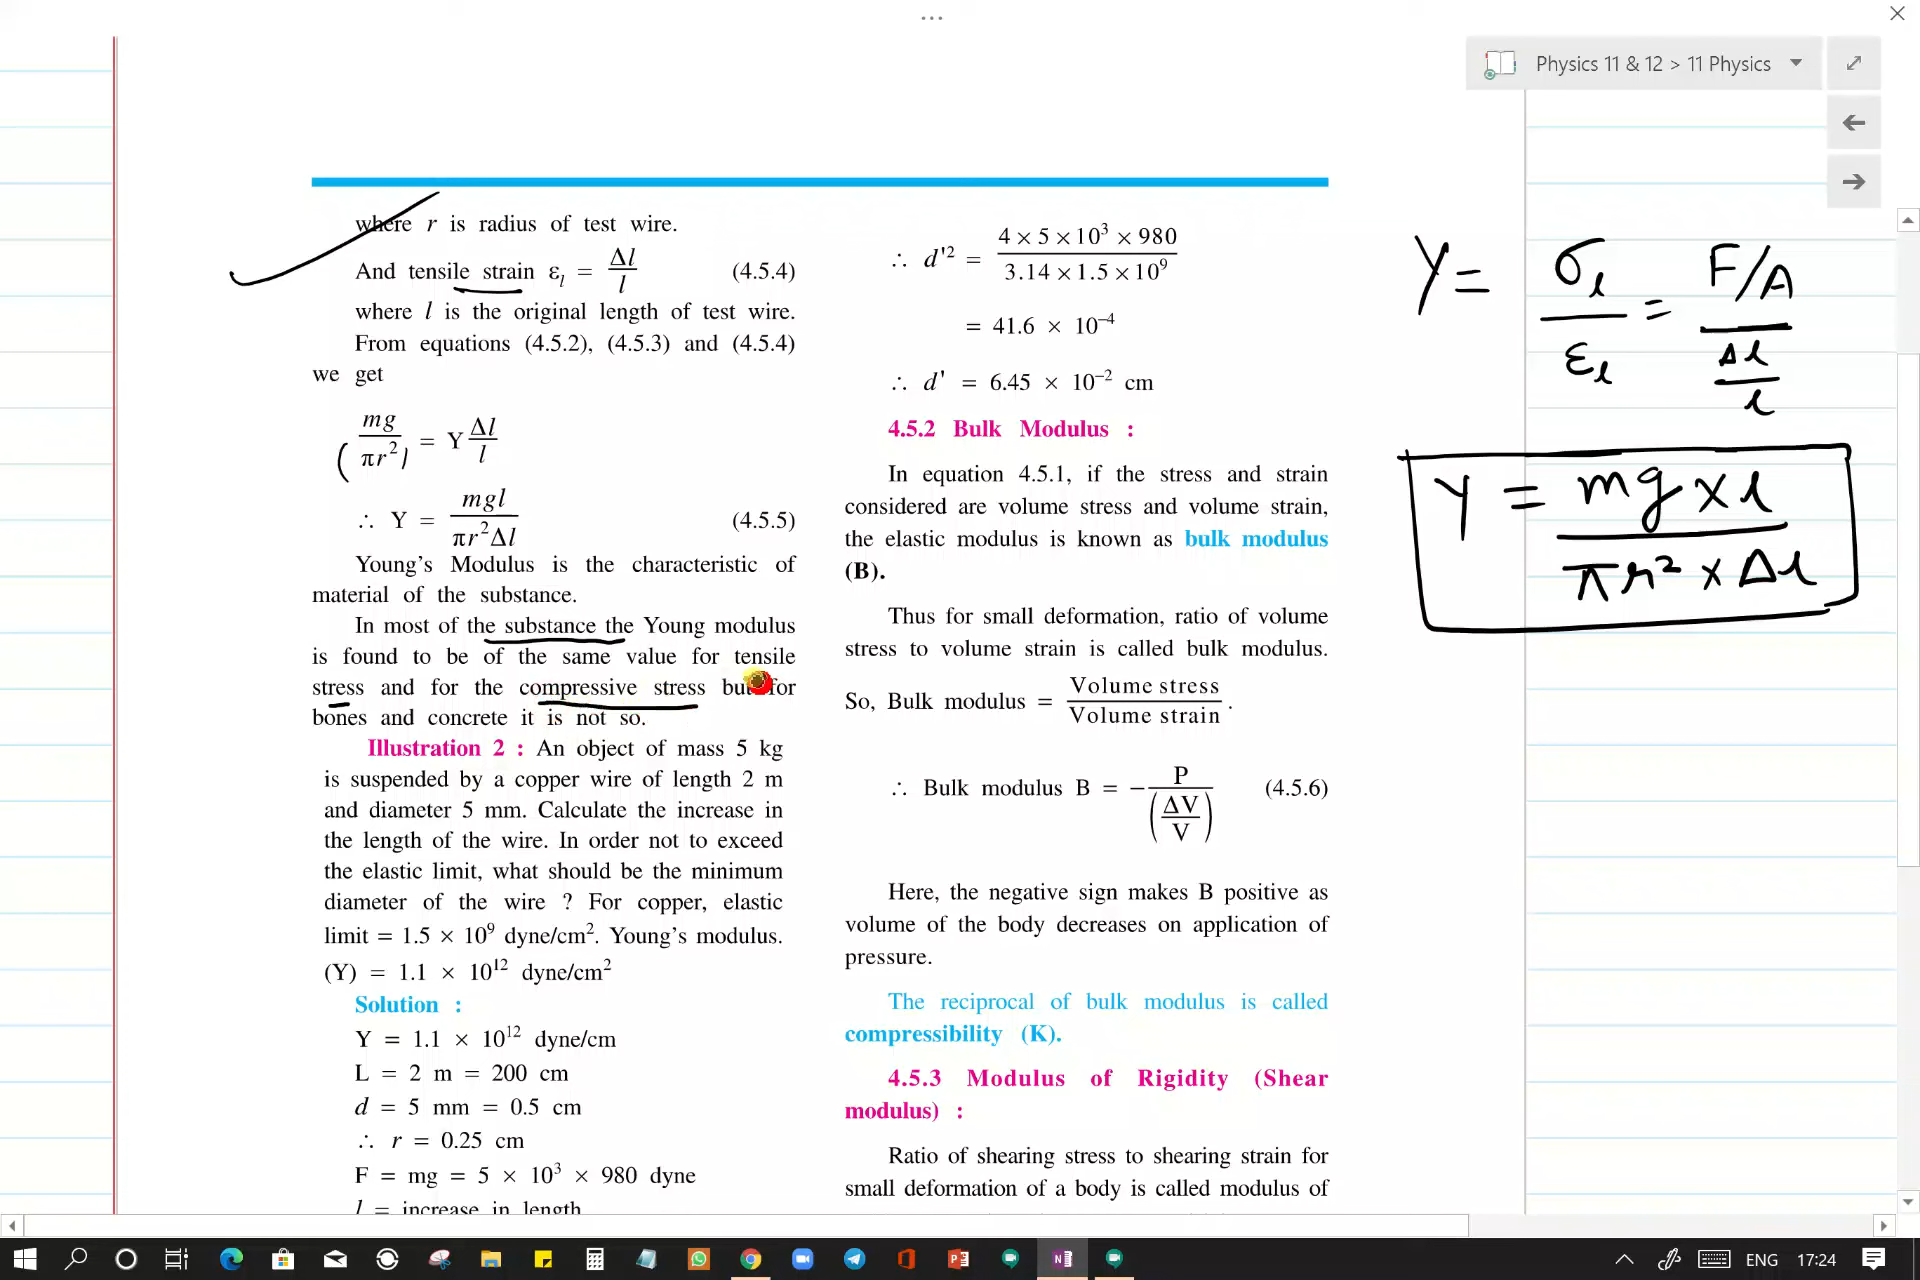 ...
Physics 11 & 12 > 11 Physics
where r is radius of test wire.
And tensile strain εl = Δl/l (4.5.4)
where l is the original length of test wire.
From equations (4.5.2), (4.5.3) and (4.5.4)
we get
(mg/πr²) = Y Δl/l
∴ Y = mgl/πr²Δl (4.5.5)
Young's Modulus is the characteristic of
material of the substance.
In most of the substance the Young modulus
is found to be of the same value for tensile
stress and for the compressive stress but for
bones and concrete it is not so.
Illustration 2 : An object of mass 5 kg
is suspended by a copper wire of length 2 m
and diameter 5 mm. Calculate the increase in
the length of the wire. In order not to exceed
the elastic limit, what should be the minimum
diameter of the wire ? For copper, elastic
limit = 1.5 × 10⁹ dyne/cm². Young's modulus.
(Y) = 1.1 × 10¹² dyne/cm²
Solution :
Y = 1.1 × 10¹² dyne/cm
L = 2 m = 200 cm
d = 5 mm = 0.5 cm
∴ r = 0.25 cm
F = mg = 5 × 10³ × 980 dyne
l = increase in length
∴ d'² = 4 × 5 × 10³ × 980 / 3.14 × 1.5 × 10⁹
= 41.6 × 10⁻⁴
∴ d' = 6.45 × 10⁻² cm
4.5.2 Bulk Modulus :
In equation 4.5.1, if the stress and strain
considered are volume stress and volume strain,
the elastic modulus is known as bulk modulus
(B).
Thus for small deformation, ratio of volume
stress to volume strain is called bulk modulus.
So, Bulk modulus = Volume stress / Volume strain .
∴ Bulk modulus B = −P/(ΔV/V) (4.5.6)
Here, the negative sign makes B positive as
volume of the body decreases on application of
pressure.
The reciprocal of bulk modulus is called
compressibility (K).
4.5.3 Modulus of Rigidity (Shear
modulus) :
Ratio of shearing stress to shearing strain for
small deformation of a body is called modulus of
Y = σl/εl = F/A / Δl/l
Y = mg × l / πr² × Δl
ENG 17:24